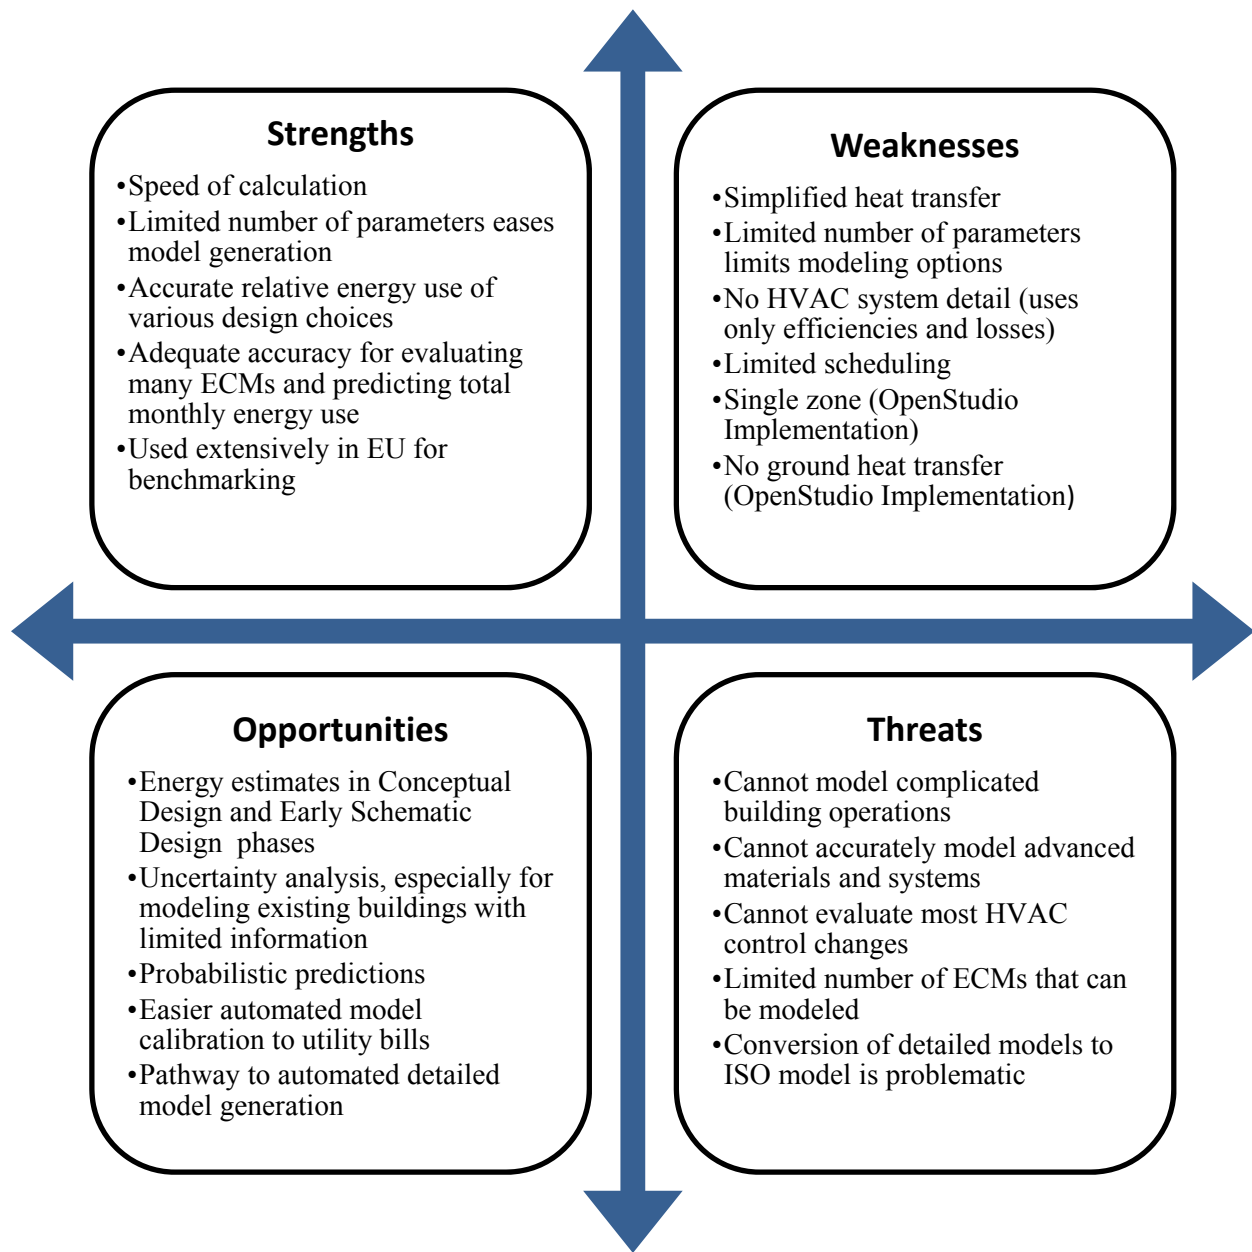 Strengths
•Speed of calculation
•Limited number of parameters eases
model generation
•Accurate relative energy use of
various design choices
•Adequate accuracy for evaluating
many ECMs and predicting total
monthly energy use
•Used extensively in EU for
benchmarking
Weaknesses
•Simplified heat transfer
•Limited number of parameters
limits modeling options
•No HVAC system detail (uses
only efficiencies and losses)
•Limited scheduling
•Single zone (OpenStudio
Implementation)
•No ground heat transfer
(OpenStudio Implementation)
Opportunities
•Energy estimates in Conceptual
Design and Early Schematic
Design phases
•Uncertainty analysis, especially for
modeling existing buildings with
limited information
•Probabilistic predictions
•Easier automated model
calibration to utility bills
•Pathway to automated detailed
model generation
Threats
•Cannot model complicated
building operations
•Cannot accurately model advanced
materials and systems
•Cannot evaluate most HVAC
control changes
•Limited number of ECMs that can
be modeled
•Conversion of detailed models to
ISO model is problematic